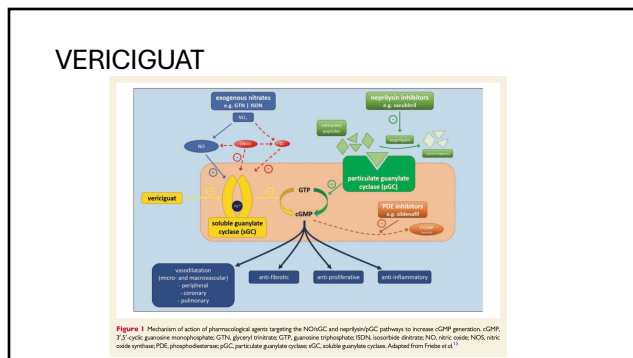 VERICIGUAT
exogenous nitrates
e.g. GTN | ISDN
neprilysin inhibitors
e.g. sacubitril
natriuretic
peptides
neprilysin
NO
particulate guanylate
cyclase (pGC)
vericiguat
GTP
cGMP
soluble guanylate
cyclase (sGC)
PDE inhibitors
e.g. sildenafil
vasodilatation
(micro- and macrovascular)
- peripheral
- coronary
- pulmonary
anti-fibrotic
anti-proliferative
anti-inflammatory
Figure 1 Mechanism of action of pharmacological agents targeting the NO/sGC and neprilysin/pGC pathways to increase cGMP generation. cGMP,
3′,5′-cyclic guanosine monophosphate; GTN, glyceryl trinitrate; GTP, guanosine triphosphate; ISDN, isosorbide dinitrate; NO, nitric oxide; NOS, nitric
oxide synthase; PDE, phosphodiesterase; pGC, particulate guanylate cyclase; sGC, soluble guanylate cyclase. Adapted from Friebe et al.